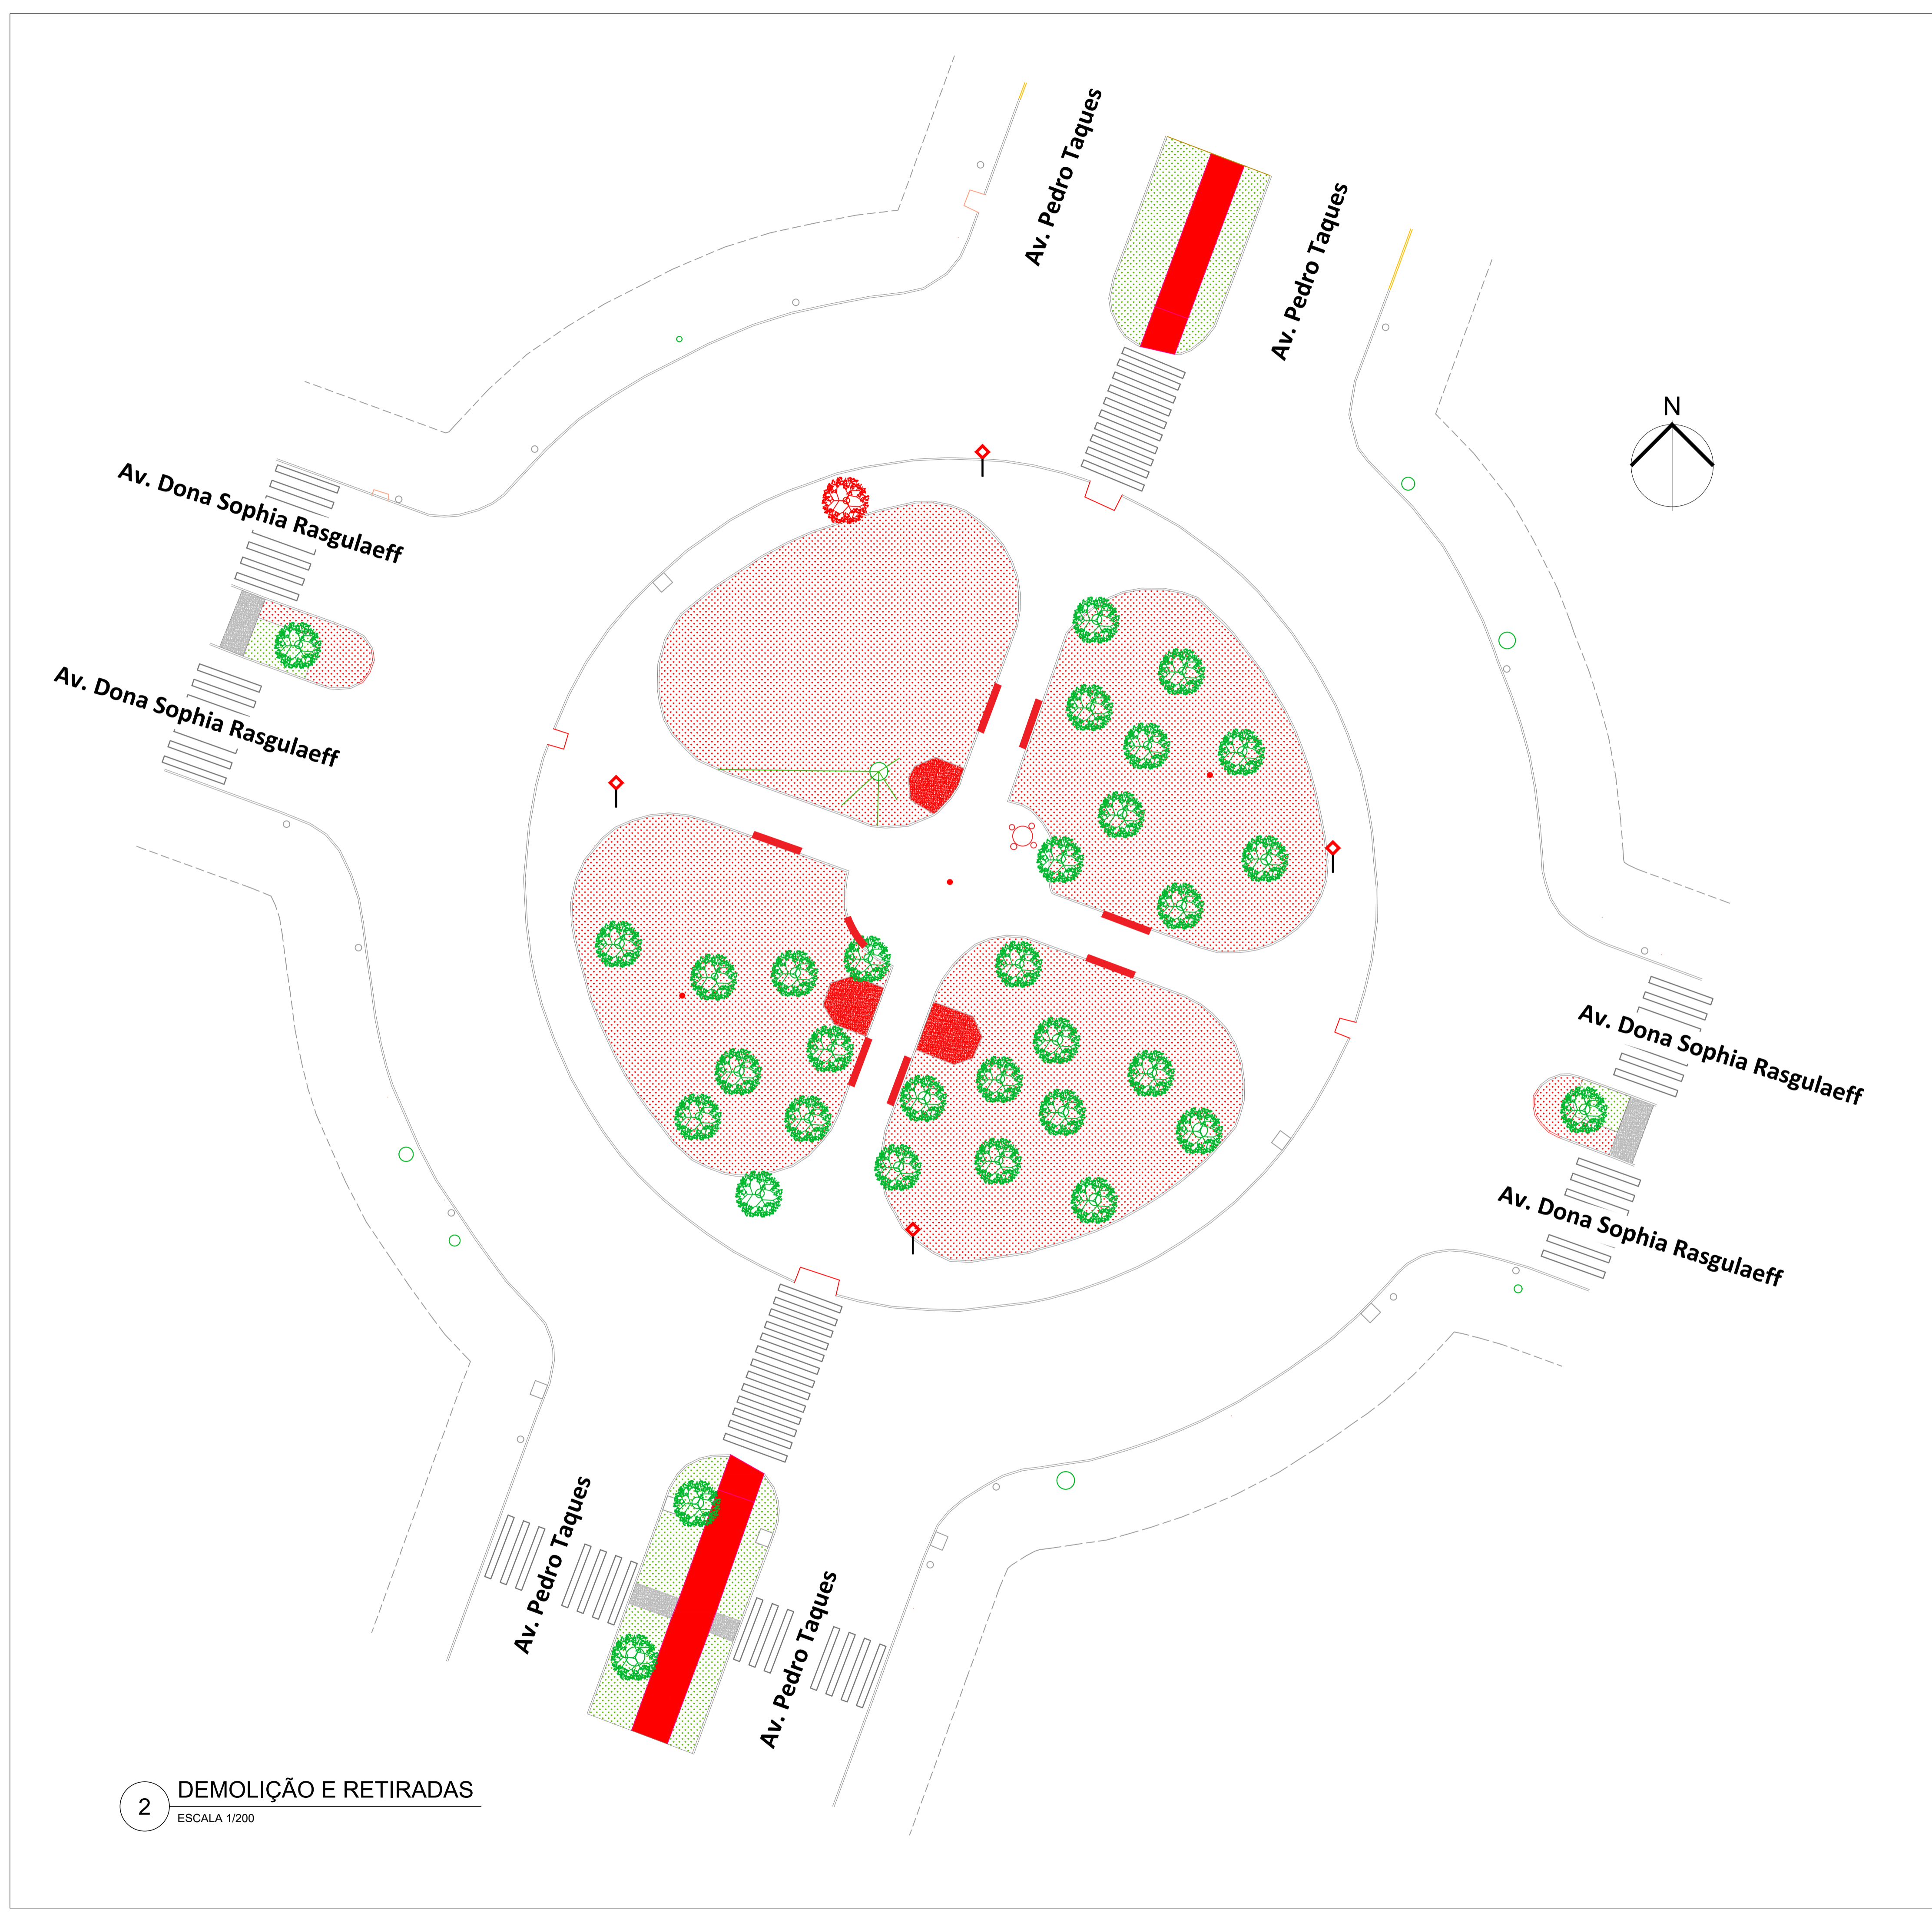 Av. Pedro Taques
Av. Pedro Taques
N
Av. Dona Sophia Rasgulaeff
Av. Dona Sophia Rasgulaeff
Av. Dona Sophia Rasgulaeff
Av. Dona Sophia Rasgulaeff
Av. Pedro Taques
Av. Pedro Taques
2
DEMOLIÇÃO E RETIRADAS
ESCALA 1/200